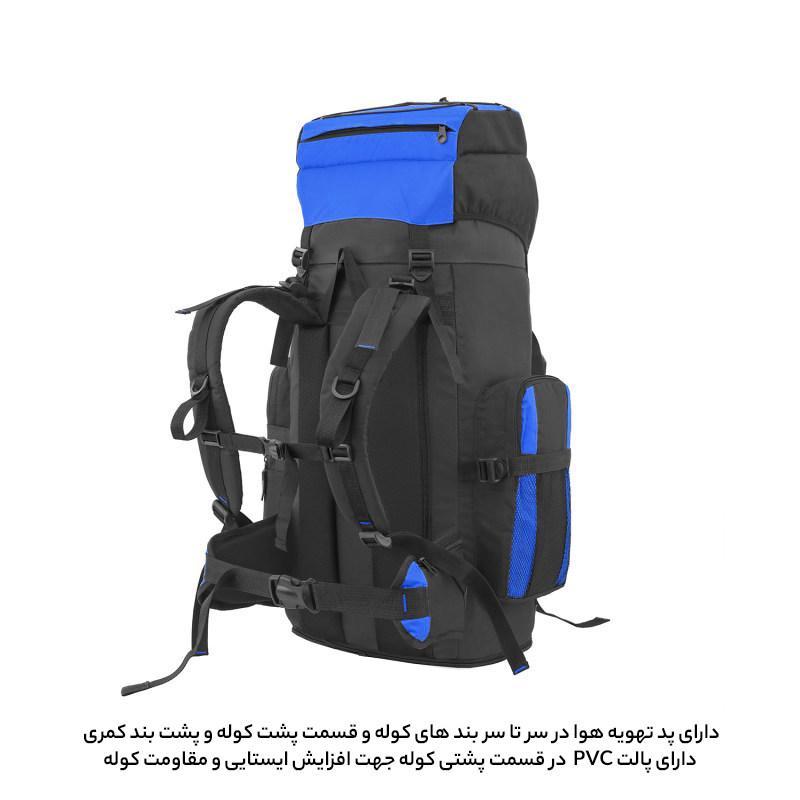 دارای پد تهویه هوا در سر تا سر بند های کوله و قسمت پشت کوله و پشت بند کمری
دارای پالت PVC در قسمت پشتی کوله جهت افزایش ایستایی و مقاومت کوله